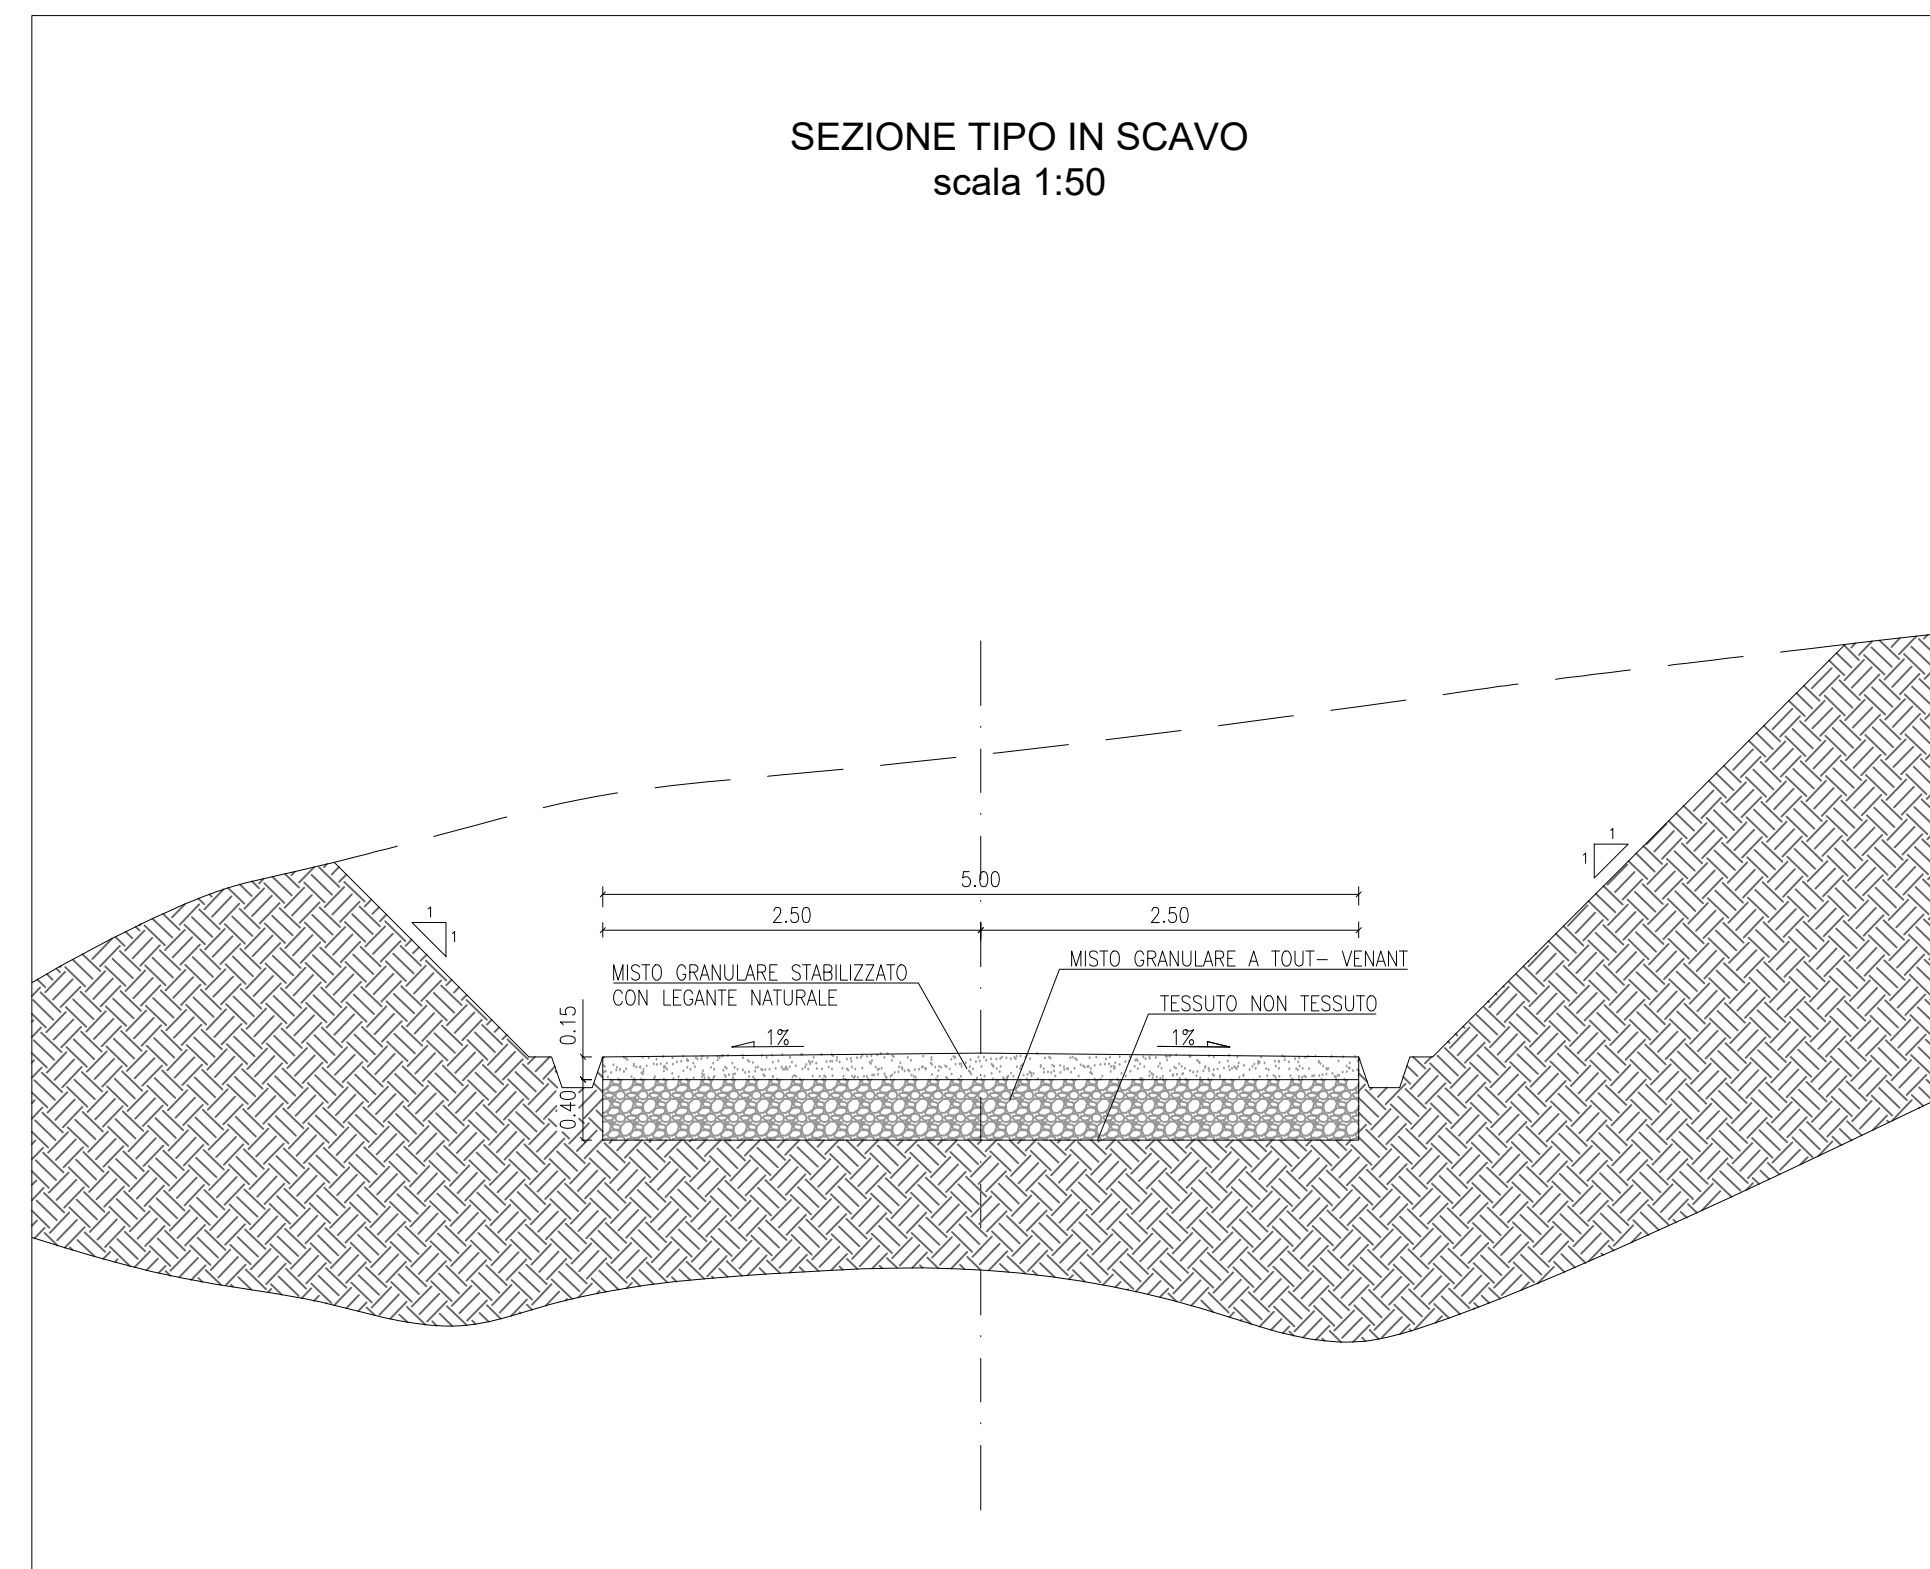 SEZIONE TIPO IN SCAVO
scala 1:50
1
1
1
1
5.00
2.50
2.50
MISTO GRANULARE A TOUT- VENANT
MISTO GRANULARE STABILIZZATO
CON LEGANTE NATURALE
TESSUTO NON TESSUTO
0.15
1%
1%
0.40